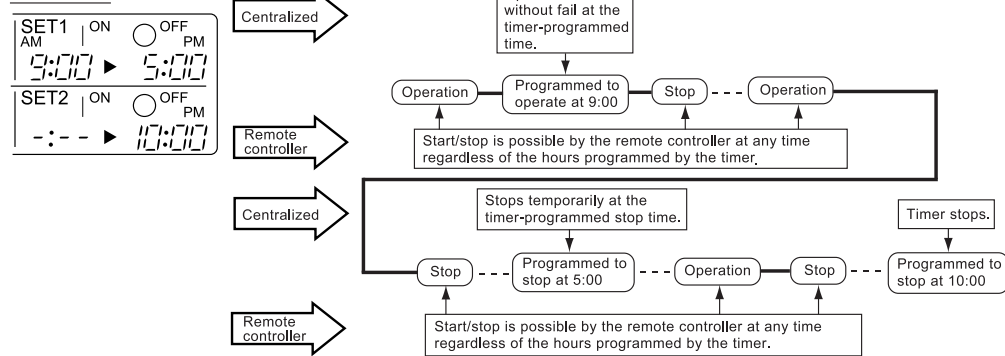 SET1 ON OFF
AM PM
9:00 ▶ 5:00
SET2 ON OFF
PM
-:-- ▶ 10:00
Centralized
without fail at the
timer-programmed
time.
Operation
Programmed to
operate at 9:00
Stop
Operation
Remote
controller
Start/stop is possible by the remote controller at any time
regardless of the hours programmed by the timer.
Centralized
Stops temporarily at the
timer-programmed stop time.
Timer stops.
Stop
Programmed to
stop at 5:00
Operation
Stop
Programmed to
stop at 10:00
Remote
controller
Start/stop is possible by the remote controller at any time
regardless of the hours programmed by the timer.